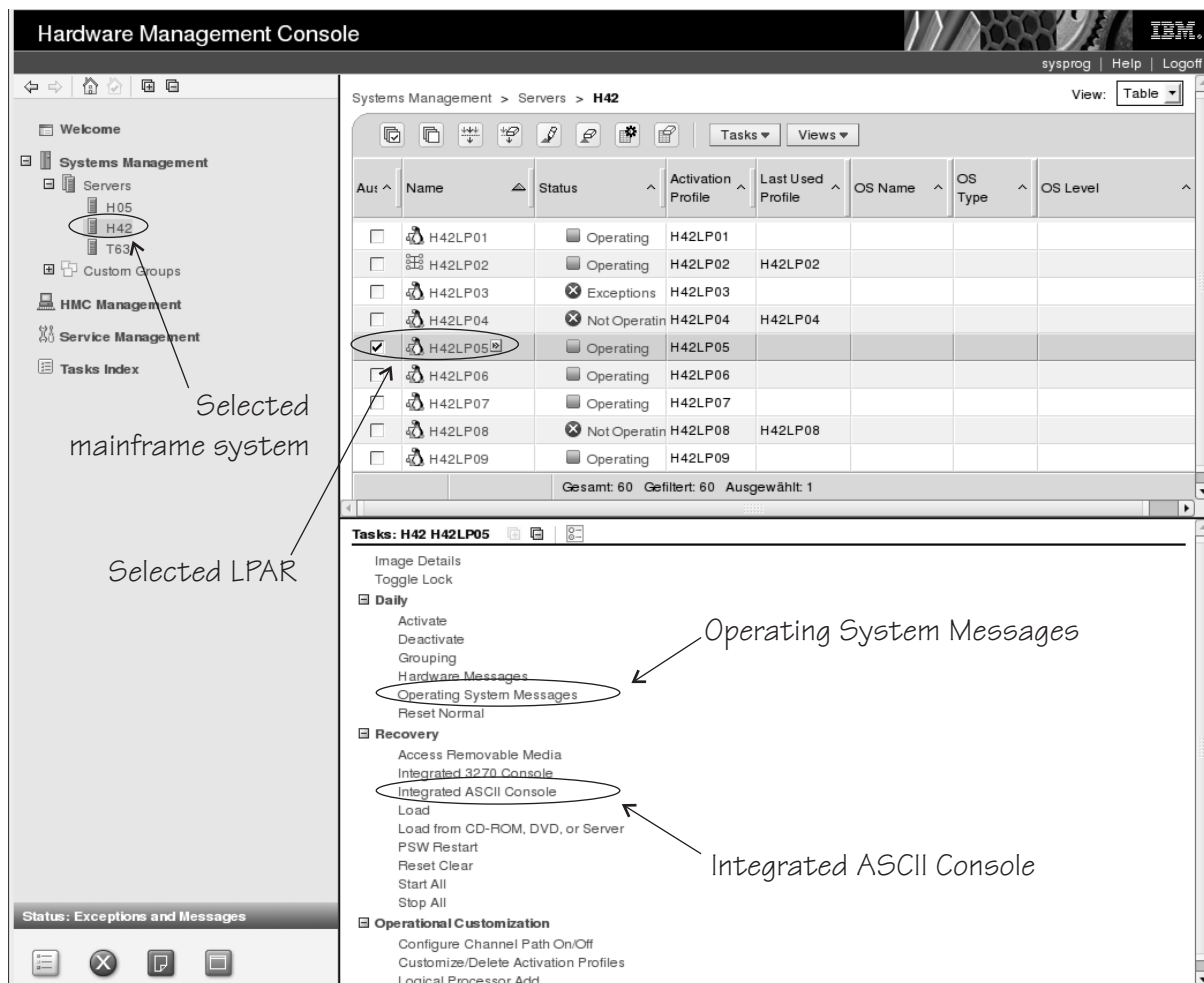 Hardware Management Console
IBM.
sysprog | Help | Logoff
Welcome
Systems Management
Servers
H05
H42
T63
Custom Groups
HMC Management
Service Management
Tasks Index
Selected
mainframe system
Selected LPAR
Status: Exceptions and Messages
Systems Management > Servers > H42
View: Table
Tasks Views
Aus Name Status Activation Profile Last Used Profile OS Name OS Type OS Level
H42LP01 Operating H42LP01
H42LP02 Operating H42LP02 H42LP02
H42LP03 Exceptions H42LP03
H42LP04 Not Operatin H42LP04 H42LP04
H42LP05 Operating H42LP05
H42LP06 Operating H42LP06
H42LP07 Operating H42LP07
H42LP08 Not Operatin H42LP08 H42LP08
H42LP09 Operating H42LP09
Gesamt: 60 Gefiltert: 60 Ausgewählt: 1
Tasks: H42 H42LP05
Image Details
Toggle Lock
Daily
Activate
Deactivate
Grouping
Hardware Messages
Operating System Messages
Reset Normal
Operating System Messages
Recovery
Access Removable Media
Integrated 3270 Console
Integrated ASCII Console
Load
Load from CD-ROM, DVD, or Server
PSW Restart
Reset Clear
Start All
Stop All
Integrated ASCII Console
Operational Customization
Configure Channel Path On/Off
Customize/Delete Activation Profiles
Logical Processor Add